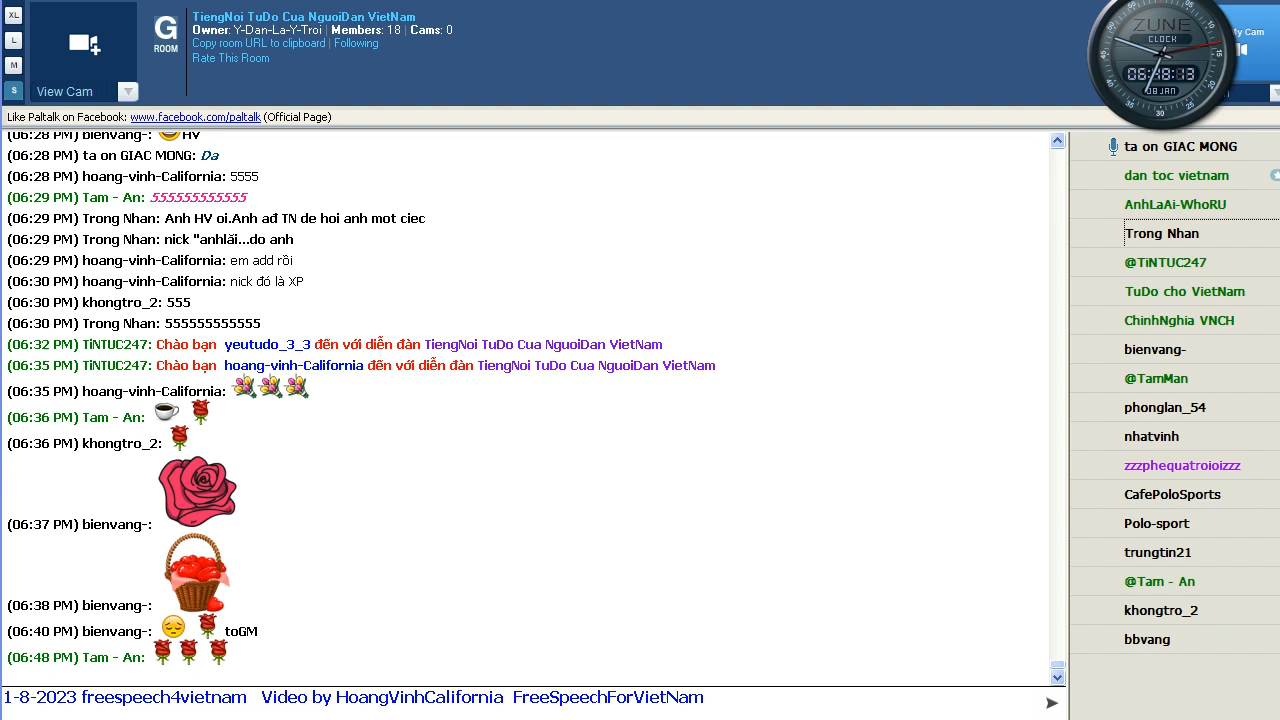 XL
L
M
S
View Cam
G
ROOM
TiengNoi TuDo Cua NguoiDan VietNam
Owner: Y-Dan-La-Y-Troi | Members: 18 | Cams: 0
Copy room URL to clipboard | Following
Rate This Room
ZUNE
CLOCK
08 JAN
My Cam
Like Paltalk on Facebook: www.facebook.com/paltalk (Official Page)
(06:28 PM) bienvang-: HV
(06:28 PM) ta on GIAC MONG: Da
(06:28 PM) hoang-vinh-California: 5555
(06:29 PM) Tam - An: 555555555555
(06:29 PM) Trong Nhan: Anh HV oi.Anh ađ TN de hoi anh mot ciec
(06:29 PM) Trong Nhan: nick "anhlãi...do anh
(06:29 PM) hoang-vinh-California: em add rồi
(06:30 PM) hoang-vinh-California: nick đó là XP
(06:30 PM) khongtro_2: 555
(06:30 PM) Trong Nhan: 555555555555
(06:32 PM) TiNTUC247: Chào bạn yeutudo_3_3 đến với diễn đàn TiengNoi TuDo Cua NguoiDan VietNam
(06:35 PM) TiNTUC247: Chào bạn hoang-vinh-California đến với diễn đàn TiengNoi TuDo Cua NguoiDan VietNam
(06:35 PM) hoang-vinh-California:
(06:36 PM) Tam - An:
(06:36 PM) khongtro_2:
(06:37 PM) bienvang-:
(06:38 PM) bienvang-:
(06:40 PM) bienvang-: toGM
(06:48 PM) Tam - An:
ta on GIAC MONG
dan toc vietnam
AnhLaAi-WhoRU
Trong Nhan
@TiNTUC247
TuDo cho VietNam
ChinhNghia VNCH
bienvang-
@TamMan
phonglan_54
nhatvinh
zzzphequatroioizzz
CafePoloSports
Polo-sport
trungtin21
@Tam - An
khongtro_2
bbvang
1-8-2023 freespeech4vietnam Video by HoangVinhCalifornia FreeSpeechForVietNam